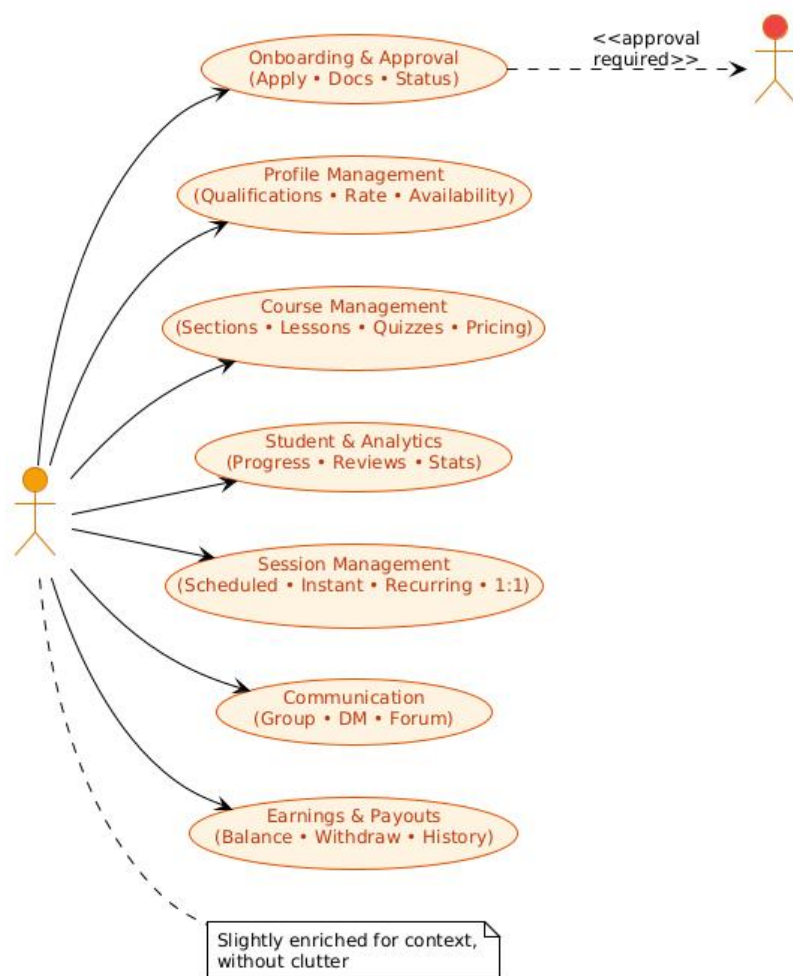 Onboarding & Approval
(Apply • Docs • Status)
<<approval
required>>
Profile Management
(Qualifications • Rate • Availability)
Course Management
(Sections • Lessons • Quizzes • Pricing)
Student & Analytics
(Progress • Reviews • Stats)
Session Management
(Scheduled • Instant • Recurring • 1:1)
Communication
(Group • DM • Forum)
Earnings & Payouts
(Balance • Withdraw • History)
Slightly enriched for context,
without clutter